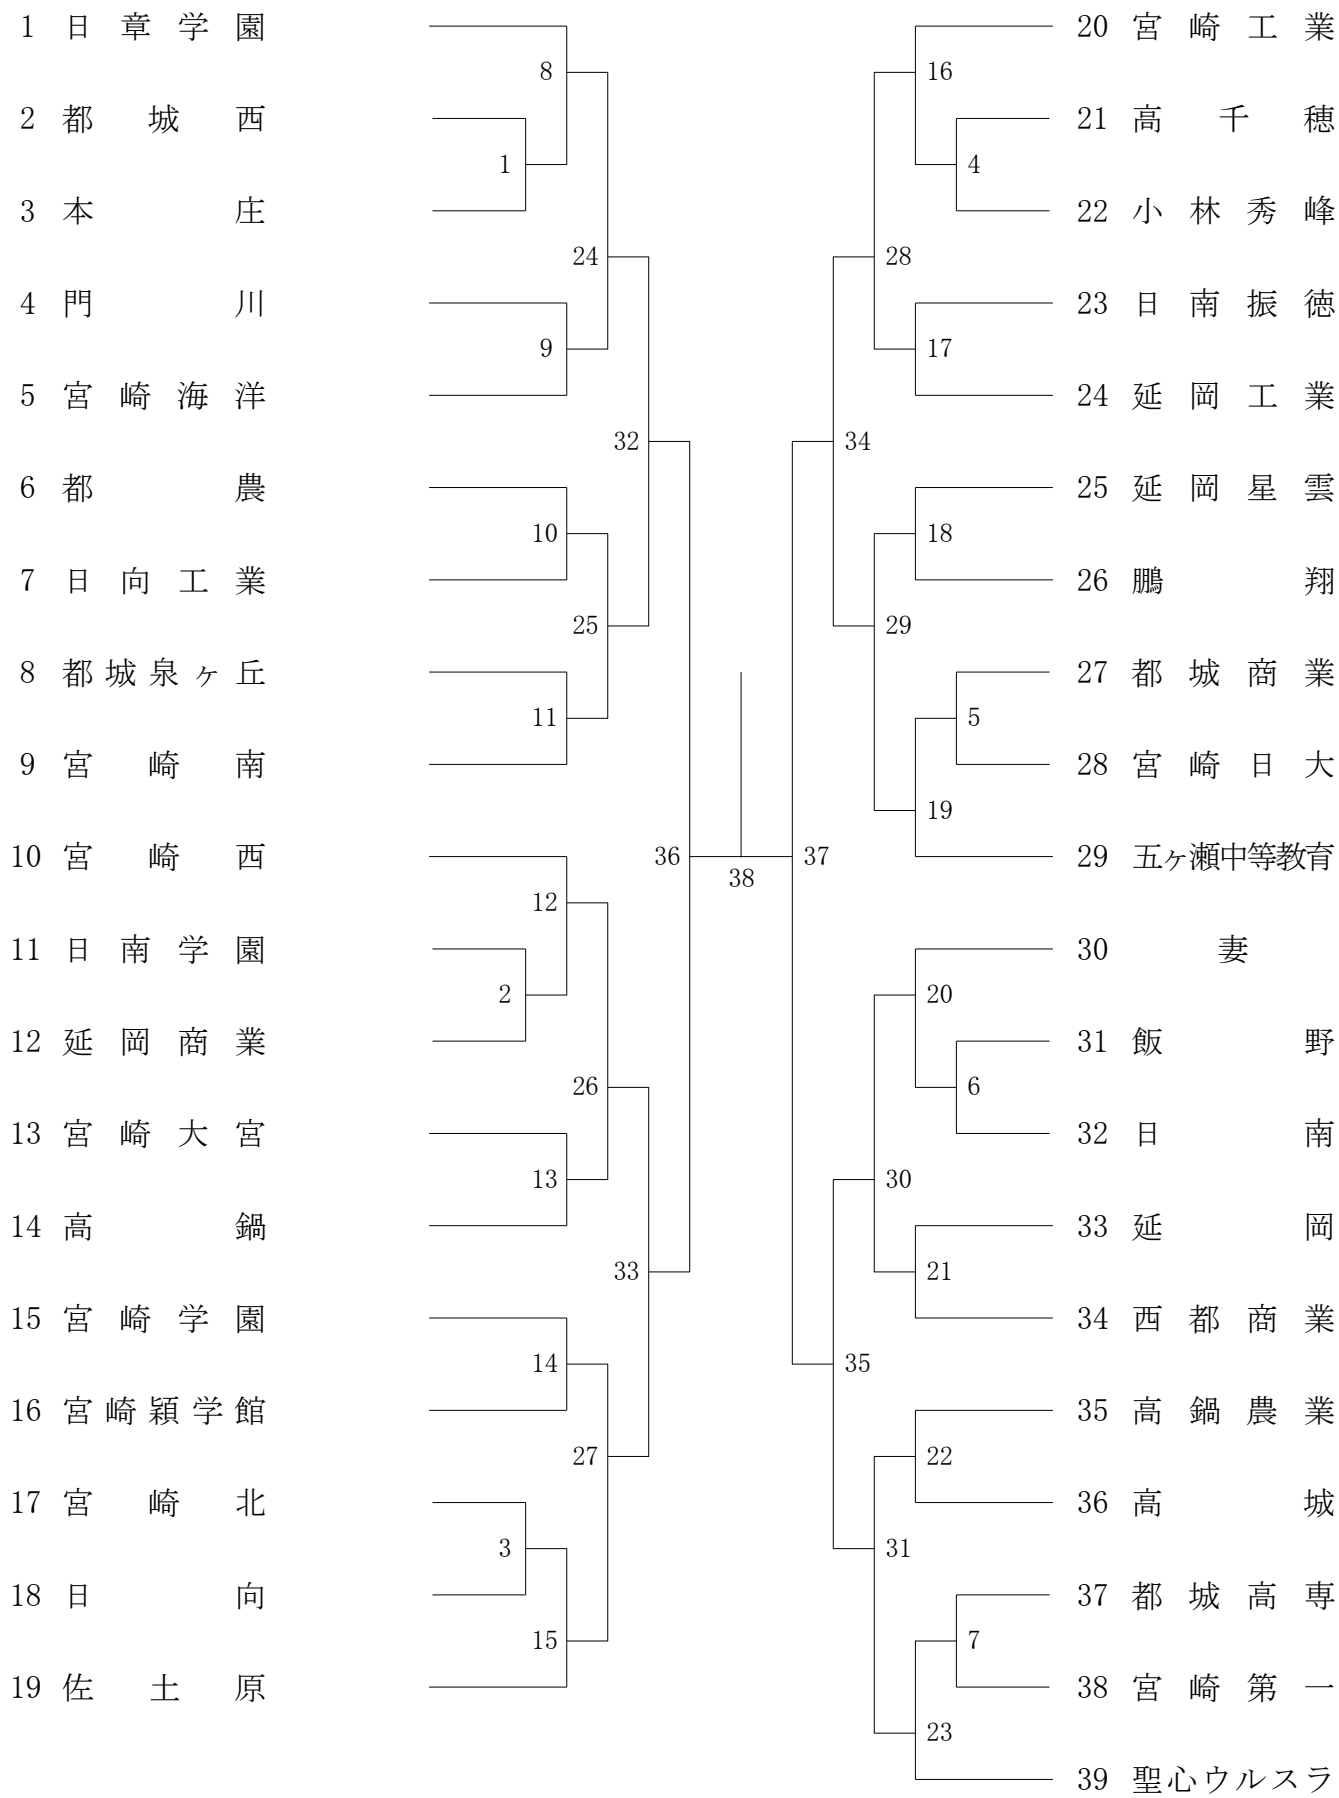 1 日章学園
8
2 都城西
1
3 本庄
24
4 門川
9
5 宮崎海洋
32
6 都農
10
7 日向工業
25
8 都城泉ヶ丘
11
9 宮崎南
10 宮崎西
36
12
11 日南学園
2
12 延岡商業
26
13 宮崎大宮
13
14 高鍋
33
15 宮崎学園
14
16 宮崎穎学館
27
17 宮崎北
3
18 日向
15
19 佐土原
38
20 宮崎工業
16
21 高千穂
4
22 小林秀峰
28
23 日南振徳
17
24 延岡工業
34
25 延岡星雲
18
26 鵬翔
29
27 都城商業
5
28 宮崎日大
19
37
29 五ヶ瀬中等教育
30 妻
20
31 飯野
6
32 日南
30
33 延岡
21
34 西都商業
35
35 高鍋農業
22
36 高城
31
37 都城高専
7
38 宮崎第一
23
39 聖心ウルスラ